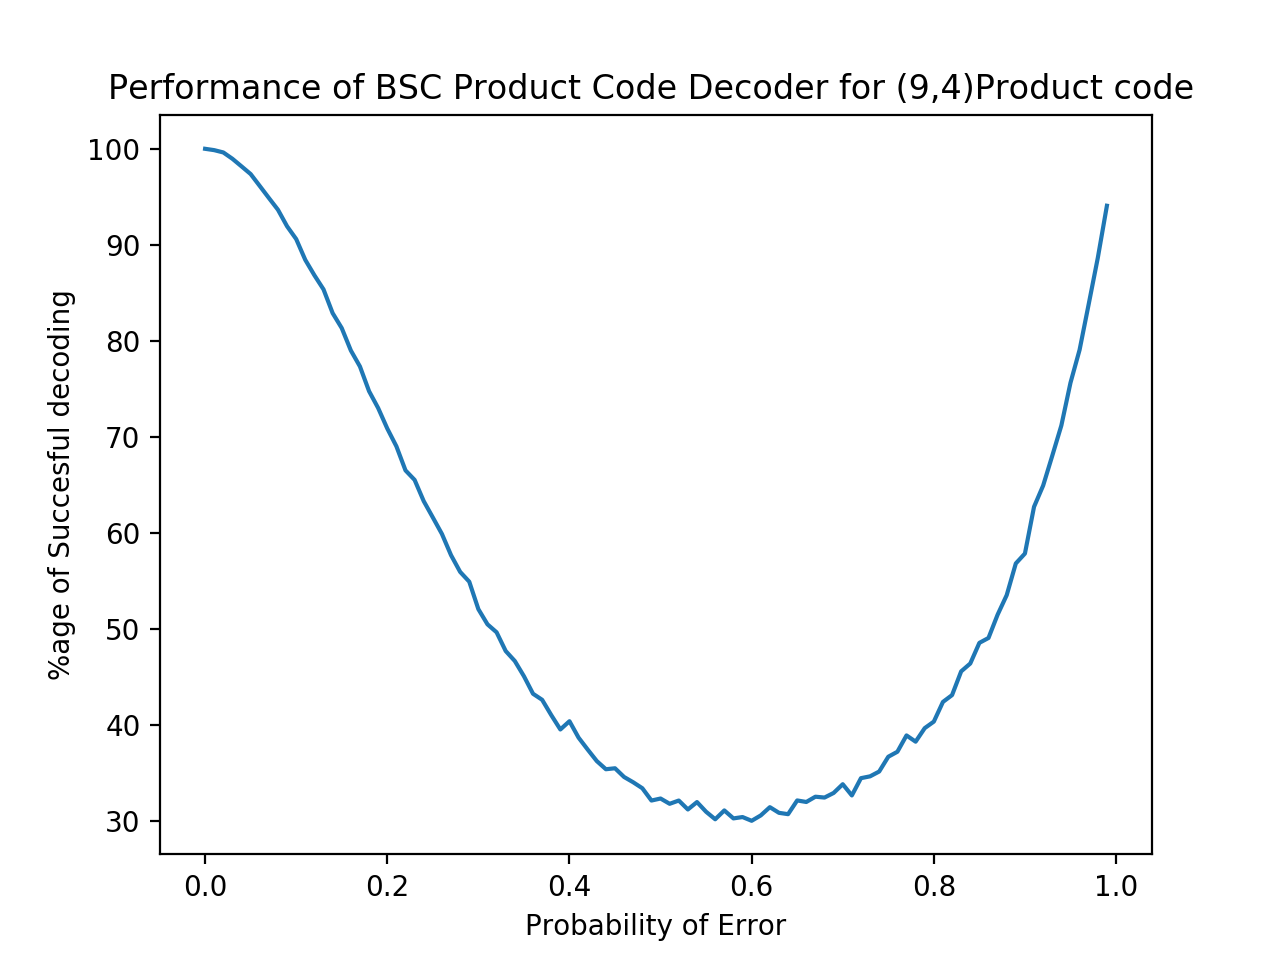 Performance of BSC Product Code Decoder for (9,4)Product code
%age of Succesful decoding
100
90
80
70
60
50
40
30
0.0 0.2 0.4 0.6 0.8 1.0
Probability of Error